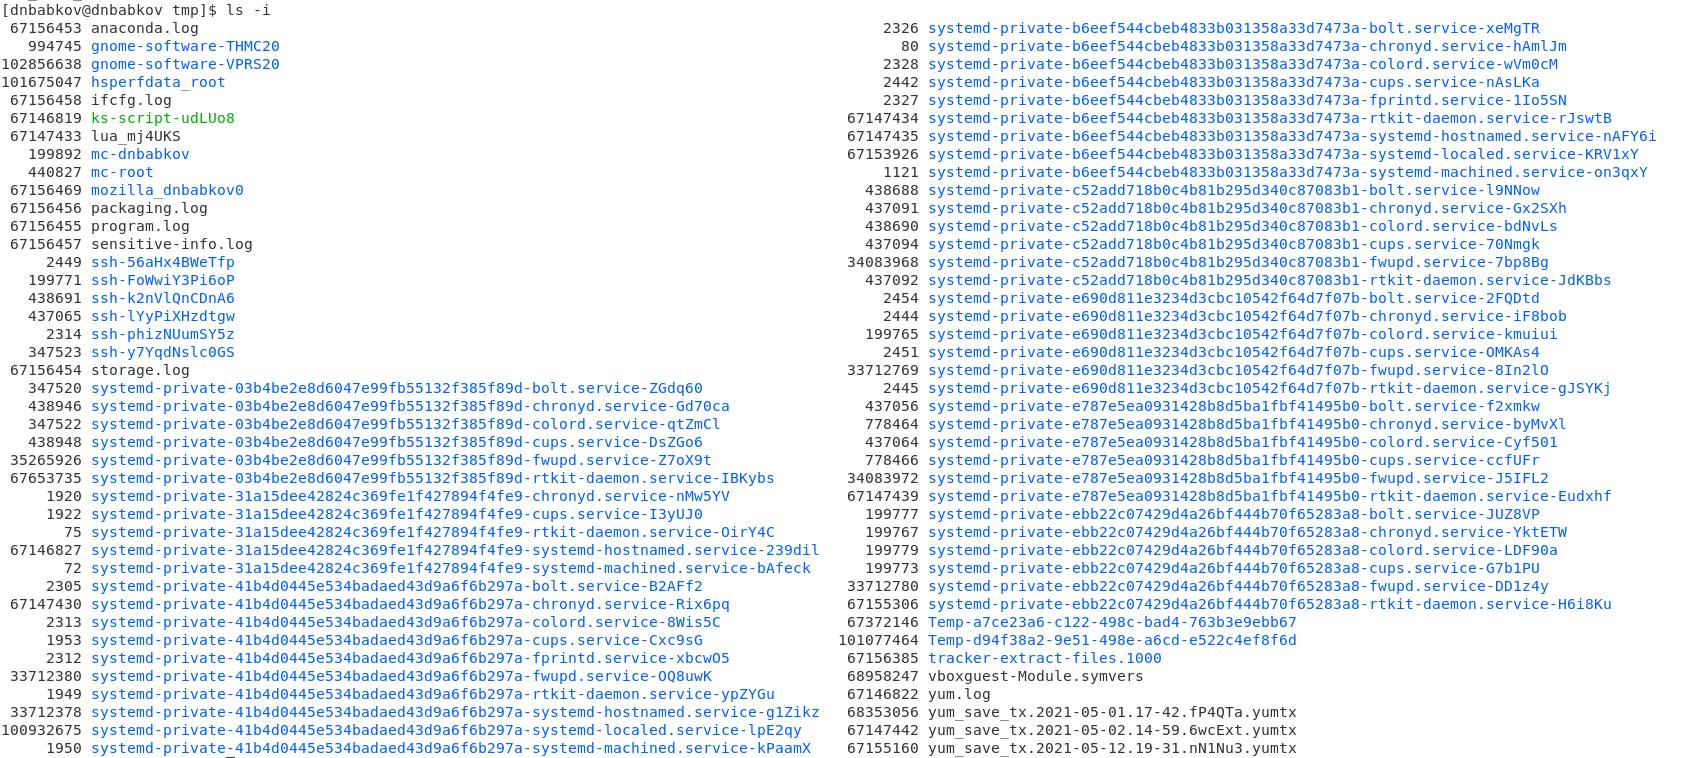 [dnbabkov@dnbabkov tmp]$ ls -i
67156453 anaconda.log
994745 gnome-software-THMC20
102856638 gnome-software-VPRS20
101675047 hsperfdata_root
67156458 ifcfg.log
67146819 ks-script-udLUo8
67147433 lua_mj4UKS
199892 mc-dnbabkov
440827 mc-root
67156469 mozilla_dnbabkov0
67156456 packaging.log
67156455 program.log
67156457 sensitive-info.log
2449 ssh-56aHx4BWeTfp
199771 ssh-FoWwiY3Pi6oP
438691 ssh-k2nVlQnCDnA6
437065 ssh-lYyPiXHzdtgw
2314 ssh-phizNUumSY5z
347523 ssh-y7YqdNslc0GS
67156454 storage.log
347520 systemd-private-03b4be2e8d6047e99fb55132f385f89d-bolt.service-ZGdq60
438946 systemd-private-03b4be2e8d6047e99fb55132f385f89d-chronyd.service-Gd70ca
347522 systemd-private-03b4be2e8d6047e99fb55132f385f89d-colord.service-qtZmCl
438948 systemd-private-03b4be2e8d6047e99fb55132f385f89d-cups.service-DsZGo6
35265926 systemd-private-03b4be2e8d6047e99fb55132f385f89d-fwupd.service-Z7oX9t
67653735 systemd-private-03b4be2e8d6047e99fb55132f385f89d-rtkit-daemon.service-IBKybs
1920 systemd-private-31a15dee42824c369fe1f427894f4fe9-chronyd.service-nMw5YV
1922 systemd-private-31a15dee42824c369fe1f427894f4fe9-cups.service-I3yUJ0
75 systemd-private-31a15dee42824c369fe1f427894f4fe9-rtkit-daemon.service-OirY4C
67146827 systemd-private-31a15dee42824c369fe1f427894f4fe9-systemd-hostnamed.service-239dil
72 systemd-private-31a15dee42824c369fe1f427894f4fe9-systemd-machined.service-bAfeck
2305 systemd-private-41b4d0445e534badaed43d9a6f6b297a-bolt.service-B2AFf2
67147430 systemd-private-41b4d0445e534badaed43d9a6f6b297a-chronyd.service-Rix6pq
2313 systemd-private-41b4d0445e534badaed43d9a6f6b297a-colord.service-8Wis5C
1953 systemd-private-41b4d0445e534badaed43d9a6f6b297a-cups.service-Cxc9sG
2312 systemd-private-41b4d0445e534badaed43d9a6f6b297a-fprintd.service-xbcwO5
33712380 systemd-private-41b4d0445e534badaed43d9a6f6b297a-fwupd.service-OQ8uwK
1949 systemd-private-41b4d0445e534badaed43d9a6f6b297a-rtkit-daemon.service-ypZYGu
33712378 systemd-private-41b4d0445e534badaed43d9a6f6b297a-systemd-hostnamed.service-g1Zikz
100932675 systemd-private-41b4d0445e534badaed43d9a6f6b297a-systemd-localed.service-lpE2qy
1950 systemd-private-41b4d0445e534badaed43d9a6f6b297a-systemd-machined.service-kPaamX
2326 systemd-private-b6eef544cbeb4833b031358a33d7473a-bolt.service-xeMgTR
80 systemd-private-b6eef544cbeb4833b031358a33d7473a-chronyd.service-hAmlJm
2328 systemd-private-b6eef544cbeb4833b031358a33d7473a-colord.service-wVm0cM
2442 systemd-private-b6eef544cbeb4833b031358a33d7473a-cups.service-nAsLKa
2327 systemd-private-b6eef544cbeb4833b031358a33d7473a-fprintd.service-1Io5SN
67147434 systemd-private-b6eef544cbeb4833b031358a33d7473a-rtkit-daemon.service-rJswtB
67147435 systemd-private-b6eef544cbeb4833b031358a33d7473a-systemd-hostnamed.service-nAFY6i
67153926 systemd-private-b6eef544cbeb4833b031358a33d7473a-systemd-localed.service-KRV1xY
1121 systemd-private-b6eef544cbeb4833b031358a33d7473a-systemd-machined.service-on3qxY
438688 systemd-private-c52add718b0c4b81b295d340c87083b1-bolt.service-l9NNow
437091 systemd-private-c52add718b0c4b81b295d340c87083b1-chronyd.service-Gx2SXh
438690 systemd-private-c52add718b0c4b81b295d340c87083b1-colord.service-bdNvLs
437094 systemd-private-c52add718b0c4b81b295d340c87083b1-cups.service-70Nmgk
34083968 systemd-private-c52add718b0c4b81b295d340c87083b1-fwupd.service-7bp8Bg
437092 systemd-private-c52add718b0c4b81b295d340c87083b1-rtkit-daemon.service-JdKBbs
2454 systemd-private-e690d811e3234d3cbc10542f64d7f07b-bolt.service-2FQDtd
2444 systemd-private-e690d811e3234d3cbc10542f64d7f07b-chronyd.service-iF8bob
199765 systemd-private-e690d811e3234d3cbc10542f64d7f07b-colord.service-kmuiui
2451 systemd-private-e690d811e3234d3cbc10542f64d7f07b-cups.service-OMKAs4
33712769 systemd-private-e690d811e3234d3cbc10542f64d7f07b-fwupd.service-8In2lO
2445 systemd-private-e690d811e3234d3cbc10542f64d7f07b-rtkit-daemon.service-gJSYKj
437056 systemd-private-e787e5ea0931428b8d5ba1fbf41495b0-bolt.service-f2xmkw
778464 systemd-private-e787e5ea0931428b8d5ba1fbf41495b0-chronyd.service-byMvXl
437064 systemd-private-e787e5ea0931428b8d5ba1fbf41495b0-colord.service-Cyf501
778466 systemd-private-e787e5ea0931428b8d5ba1fbf41495b0-cups.service-ccfUFr
34083972 systemd-private-e787e5ea0931428b8d5ba1fbf41495b0-fwupd.service-J5IFL2
67147439 systemd-private-e787e5ea0931428b8d5ba1fbf41495b0-rtkit-daemon.service-Eudxhf
199777 systemd-private-ebb22c07429d4a26bf444b70f65283a8-bolt.service-JUZ8VP
199767 systemd-private-ebb22c07429d4a26bf444b70f65283a8-chronyd.service-YktETW
199779 systemd-private-ebb22c07429d4a26bf444b70f65283a8-colord.service-LDF90a
199773 systemd-private-ebb22c07429d4a26bf444b70f65283a8-cups.service-G7b1PU
33712780 systemd-private-ebb22c07429d4a26bf444b70f65283a8-fwupd.service-DD1z4y
67155306 systemd-private-ebb22c07429d4a26bf444b70f65283a8-rtkit-daemon.service-H6i8Ku
67372146 Temp-a7ce23a6-c122-498c-bad4-763b3e9ebb67
101077464 Temp-d94f38a2-9e51-498e-a6cd-e522c4ef8f6d
67156385 tracker-extract-files.1000
68958247 vboxguest-Module.symvers
67146822 yum.log
68353056 yum_save_tx.2021-05-01.17-42.fP4QTa.yumtx
67147442 yum_save_tx.2021-05-02.14-59.6wcExt.yumtx
67155160 yum_save_tx.2021-05-12.19-31.nN1Nu3.yumtx